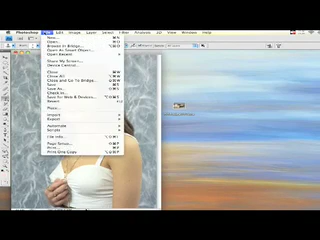 Photoshop File Edit Image Layer Select Filter Analysis View Window Help
New...
Open...
Browse in Bridge...
Open As Smart Object...
Open Recent
Share My Screen...
Device Central...
Close
Close All
Close and Go To Bridge...
Save
Save As...
Check In...
Save for Web & Devices...
Revert
Place...
Import
Export
Automate
Scripts
File Info...
Page Setup...
Print...
Print One Copy